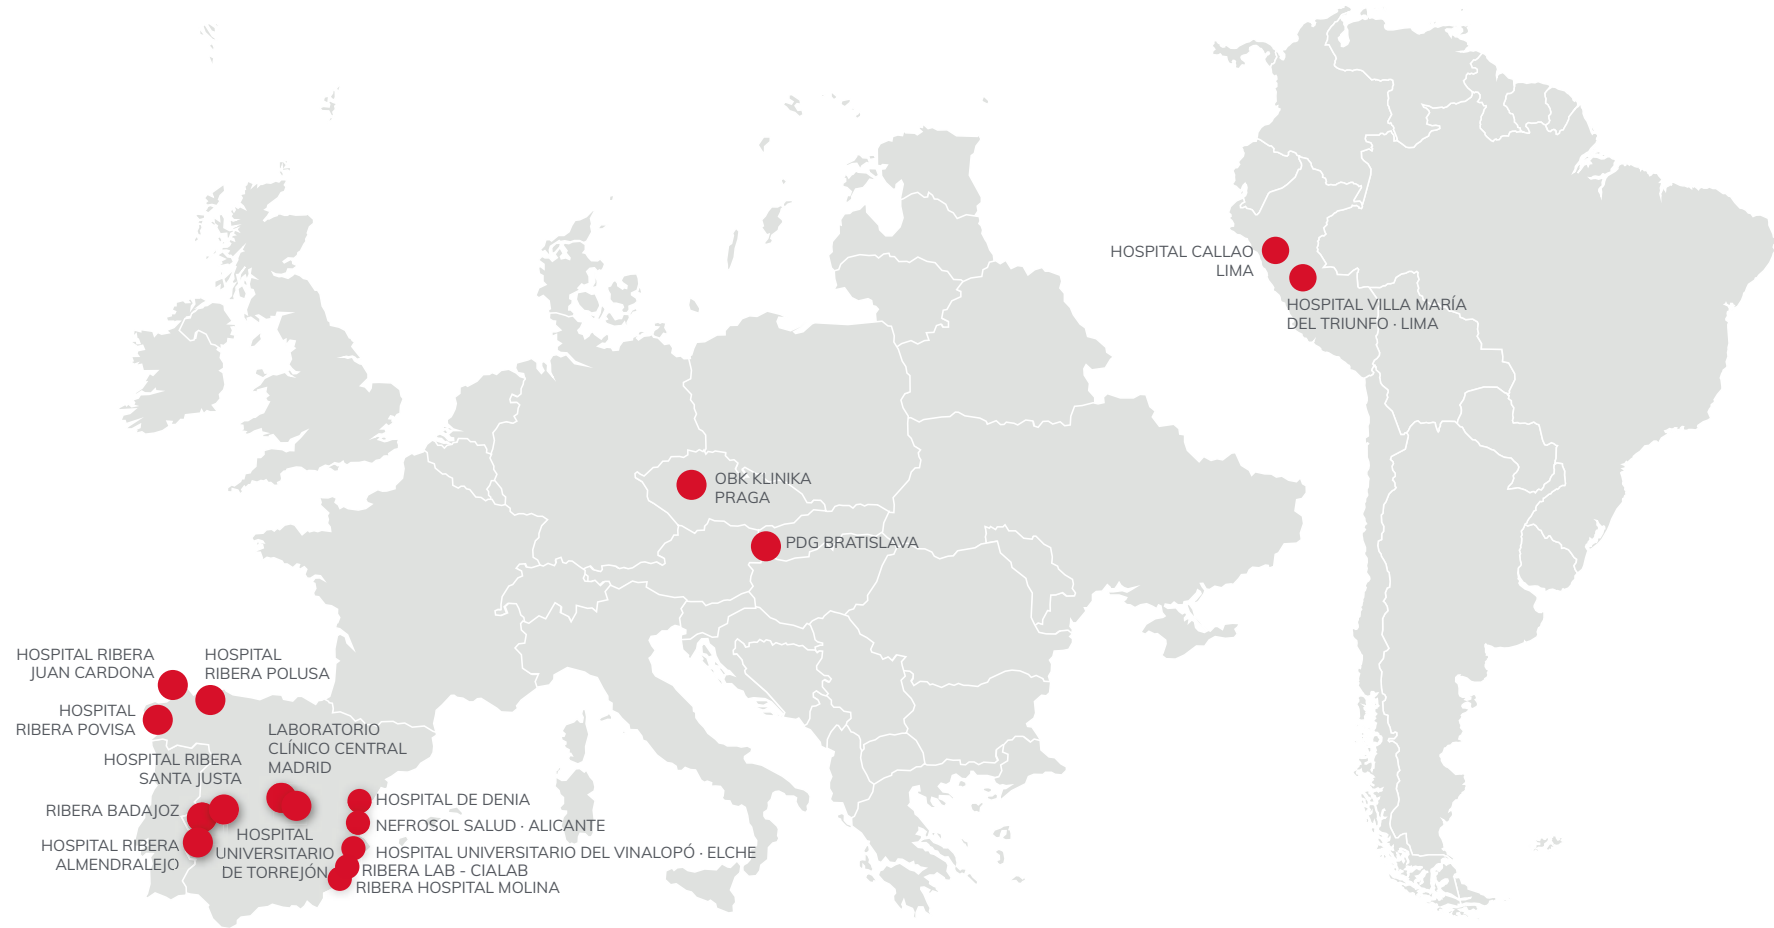 HOSPITAL CALLAO
LIMA
HOSPITAL VILLA MARÍA
DEL TRIUNFO · LIMA
OBK KLINIKA
PRAGA
PDG BRATISLAVA
HOSPITAL RIBERA
JUAN CARDONA
HOSPITAL
RIBERA POLUSA
HOSPITAL
RIBERA POVISA
LABORATORIO
CLÍNICO CENTRAL
MADRID
HOSPITAL RIBERA
SANTA JUSTA
RIBERA BADAJOZ
HOSPITAL RIBERA
ALMENDRALEJO
HOSPITAL
UNIVERSITARIO
DE TORREJÓN
HOSPITAL DE DENIA
NEFROSOL SALUD · ALICANTE
HOSPITAL UNIVERSITARIO DEL VINALOPÓ · ELCHE
RIBERA LAB - CIALAB
RIBERA HOSPITAL MOLINA